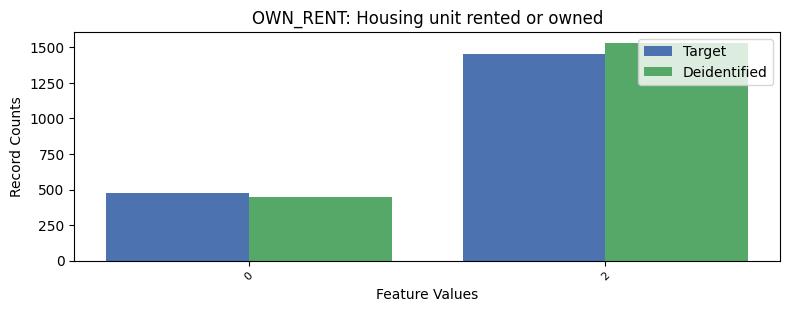 OWN_RENT: Housing unit rented or owned
Target
Deidentified
Record Counts
1500
1250
1000
750
500
250
0
0
2
Feature Values